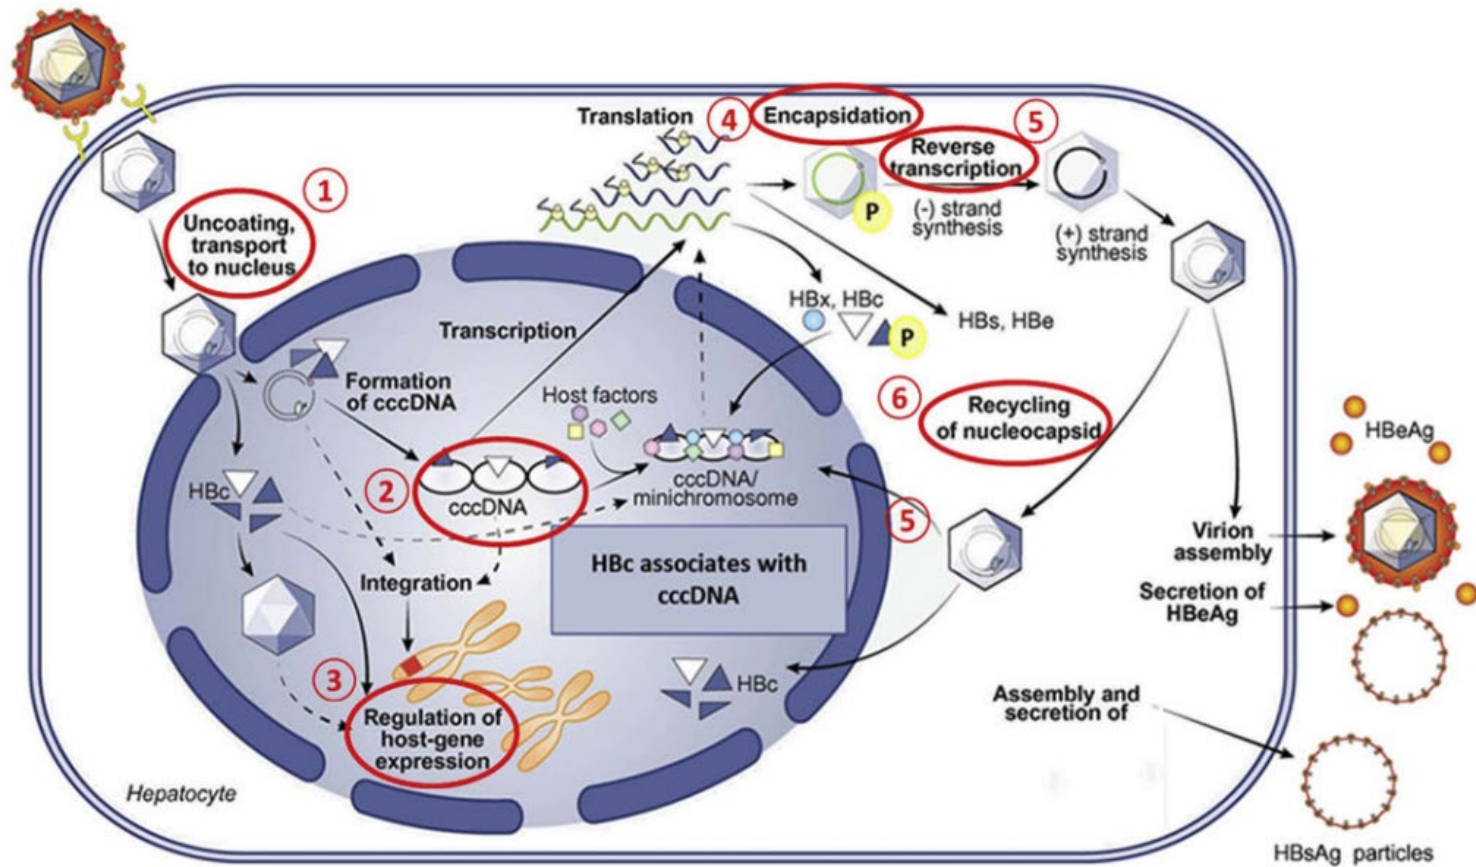 Translation
4
Encapsidation
5
Reverse
transcription
1
Uncoating,
transport
to nucleus
P
(-) strand
synthesis
(+) strand
synthesis
HBx, HBc
P
HBs, HBe
Transcription
Formation
of cccDNA
Host factors
6
Recycling
of nucleocapsid
HBeAg
2
cccDNA
cccDNA/
minichromosome
HBc
5
Virion
assembly
HBc associates with
cccDNA
Integration
Secretion of
HBeAg
3
HBc
Regulation of
host-gene
expression
Assembly and
secretion of
Hepatocyte
HBsAg particles